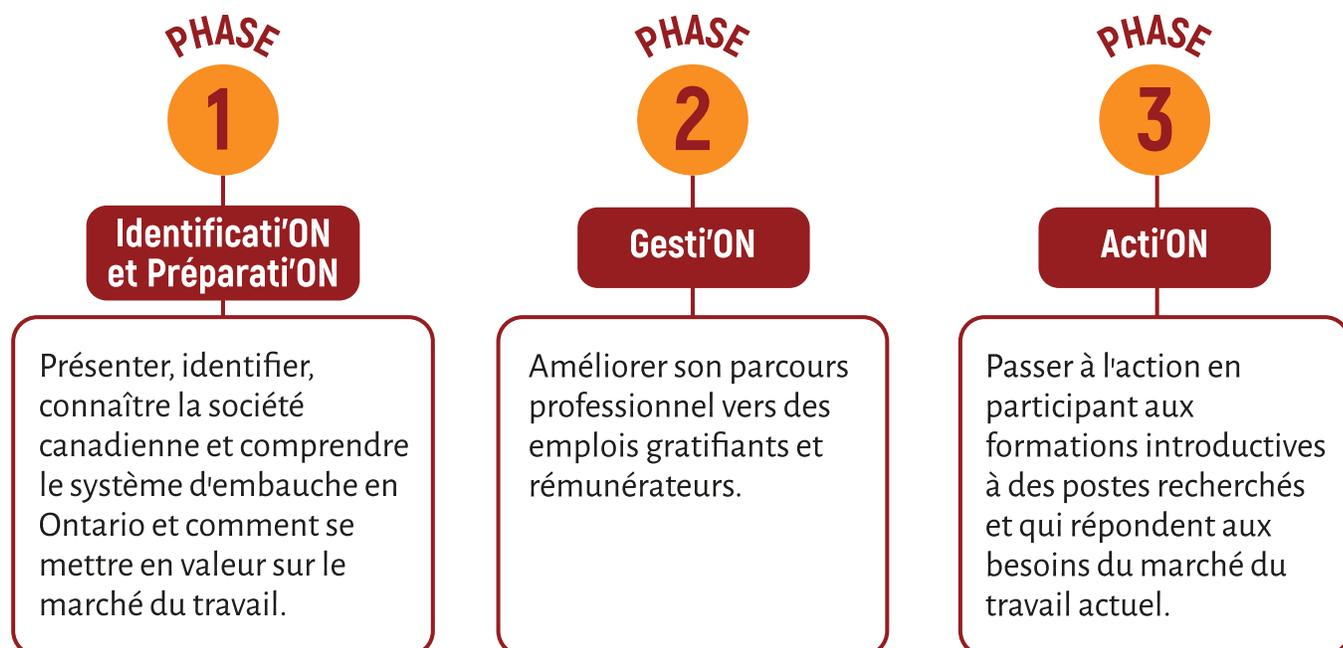 PHASE
1
Identificati'ON
et Préparati'ON
Présenter, identifier,
connaître la société
canadienne et comprendre
le système d'embauche en
Ontario et comment se
mettre en valeur sur le
marché du travail.
PHASE
2
Gesti'ON
Améliorer son parcours
professionnel vers des
emplois gratifiants et
rémunérateurs.
PHASE
3
Acti'ON
Passer à l'action en
participant aux
formations introductives
à des postes recherchés
et qui répondent aux
besoins du marché du
travail actuel.